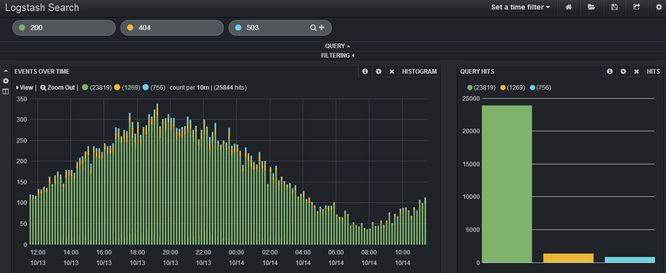 Logstash Search
Set a time filter
200
404
503
QUERY
FILTERING
EVENTS OVER TIME
HISTOGRAM
View | Zoom Out | (23819) (1269) (756) count per 10m | (25844 hits)
350
300
250
200
150
100
50
0
12:00 14:00 16:00 18:00 20:00 22:00 00:00 02:00 04:00 06:00 08:00 10:00
10/13 10/13 10/13 10/13 10/13 10/13 10/14 10/14 10/14 10/14 10/14 10/14
QUERY HITS
HITS
(23819) (1269) (756)
25000
20000
15000
10000
5000
0